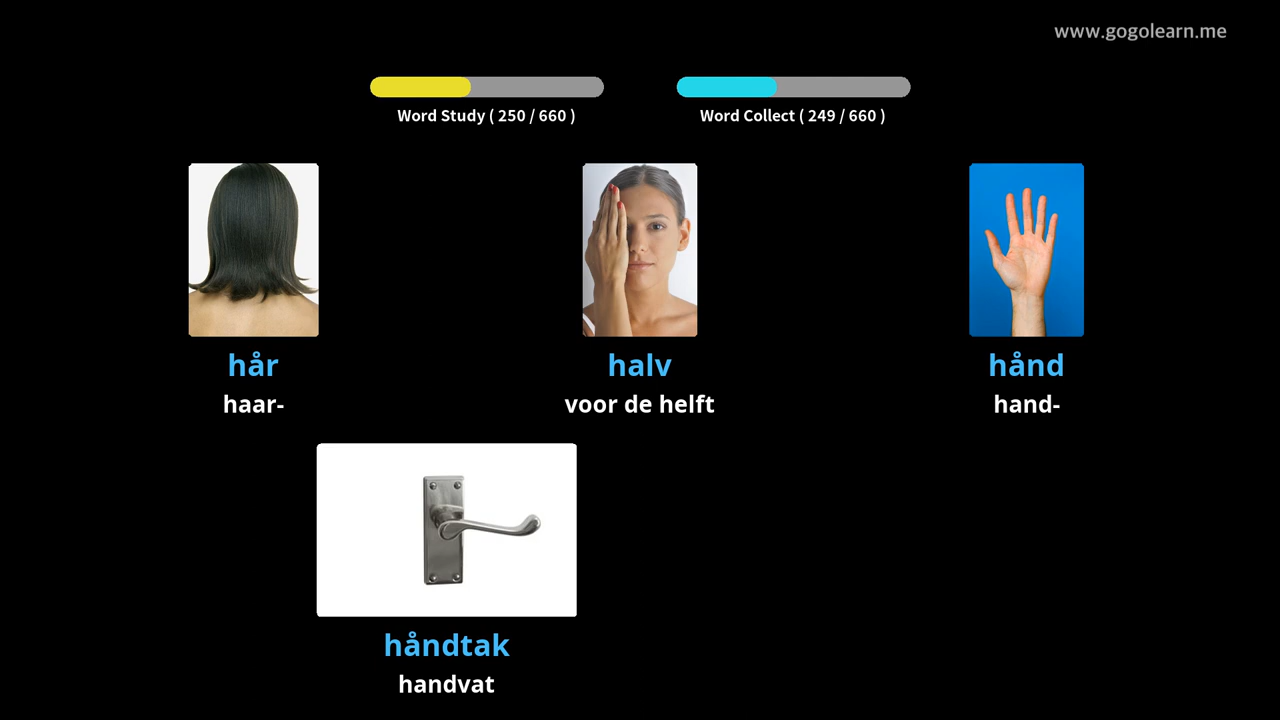 www.gogolearn.me
Word Study ( 250 / 660 )
Word Collect ( 249 / 660 )
hår
haar-
halv
voor de helft
hånd
hand-
håndtak
handvat